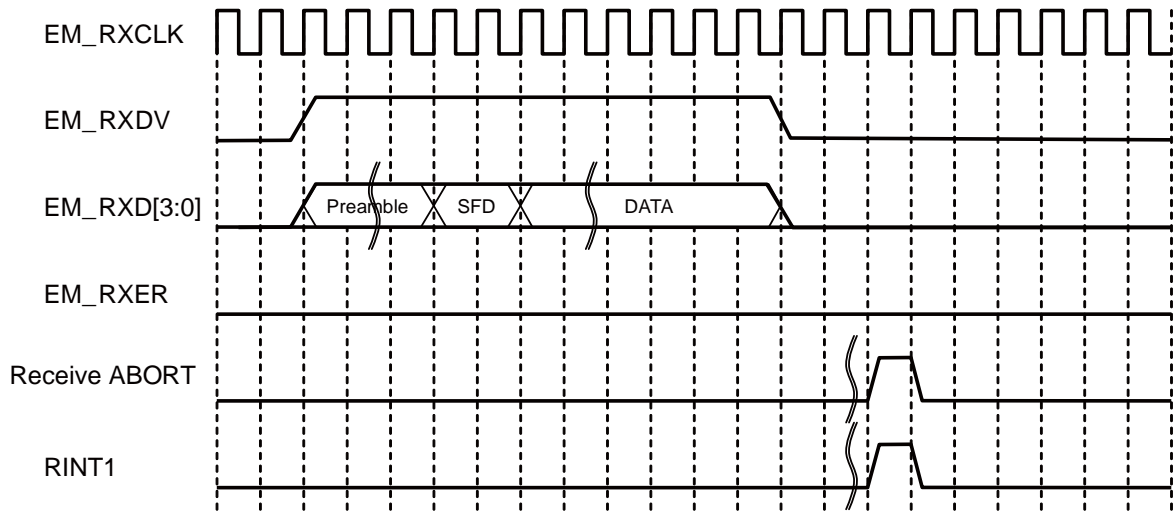 EM_RXCLK
EM_RXDV
EM_RXD[3:0]
Preamble
SFD
DATA
EM_RXER
Receive ABORT
RINT1